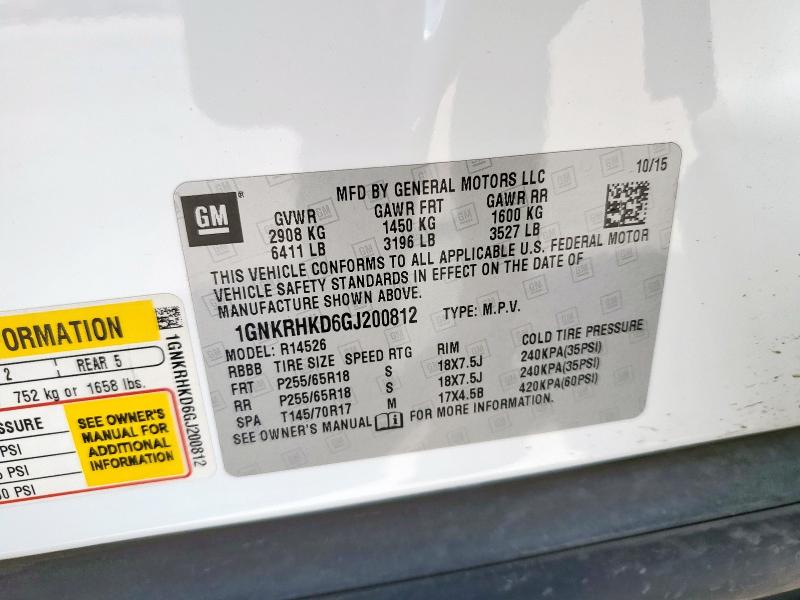 MFD BY GENERAL MOTORS LLC
10/15
GM®
GVWR GAWR FRT GAWR RR
2908 KG 1450 KG 1600 KG
6411 LB 3196 LB 3527 LB
THIS VEHICLE CONFORMS TO ALL APPLICABLE U.S. FEDERAL MOTOR
VEHICLE SAFETY STANDARDS IN EFFECT ON THE DATE OF
MANUFACTURE SHOWN ABOVE.
1GNKRHKD6GJ200812 TYPE: M.P.V.
MODEL: R14526
RBBB TIRE SIZE SPEED RTG RIM COLD TIRE PRESSURE
FRT P255/65R18 S 18X7.5J 240KPA(35PSI)
RR P255/65R18 S 18X7.5J 240KPA(35PSI)
SPA T145/70R17 M 17X4.5B 420KPA(60PSI)
SEE OWNER'S MANUAL FOR MORE INFORMATION.
ORMATION
2 REAR 5
752 kg or 1658 lbs.
SSURE
PSI
PSI
0 PSI
SEE OWNER'S
MANUAL FOR
ADDITIONAL
INFORMATION
1GNKRHKD6GJ200812